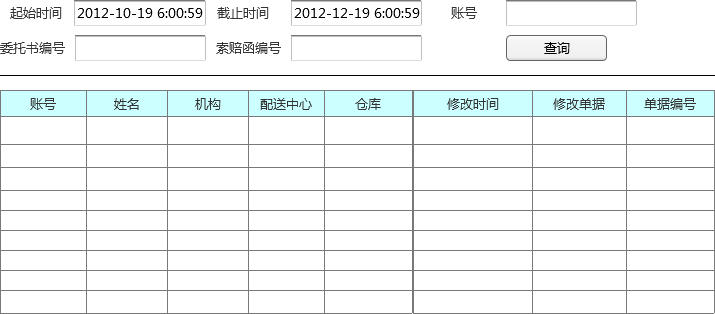 起始时间 2012-10-19 6:00:59 截止时间 2012-12-19 6:00:59 账号
委托书编号 索赔函编号 查询
账号 姓名 机构 配送中心 仓库 修改时间 修改单据 单据编号